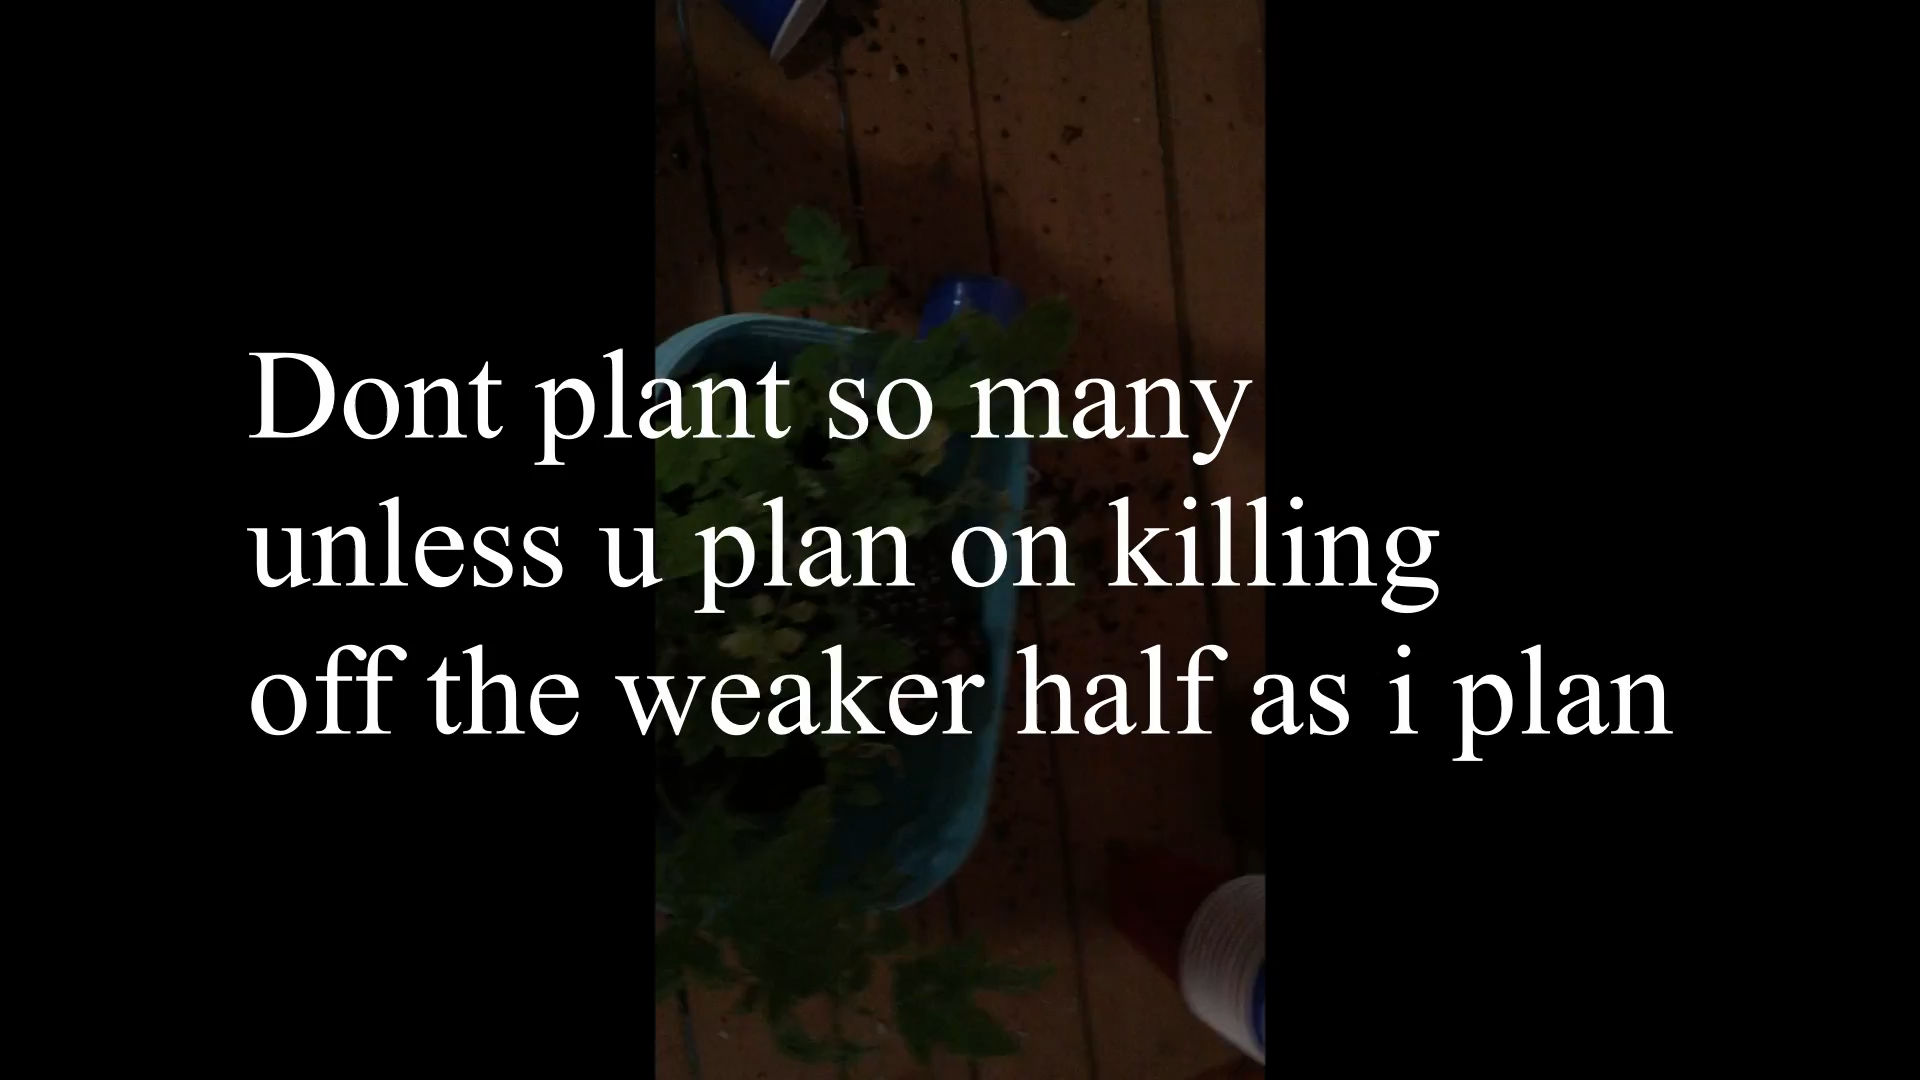 Dont plant so many
unless u plan on killing
off the weaker half as i plan